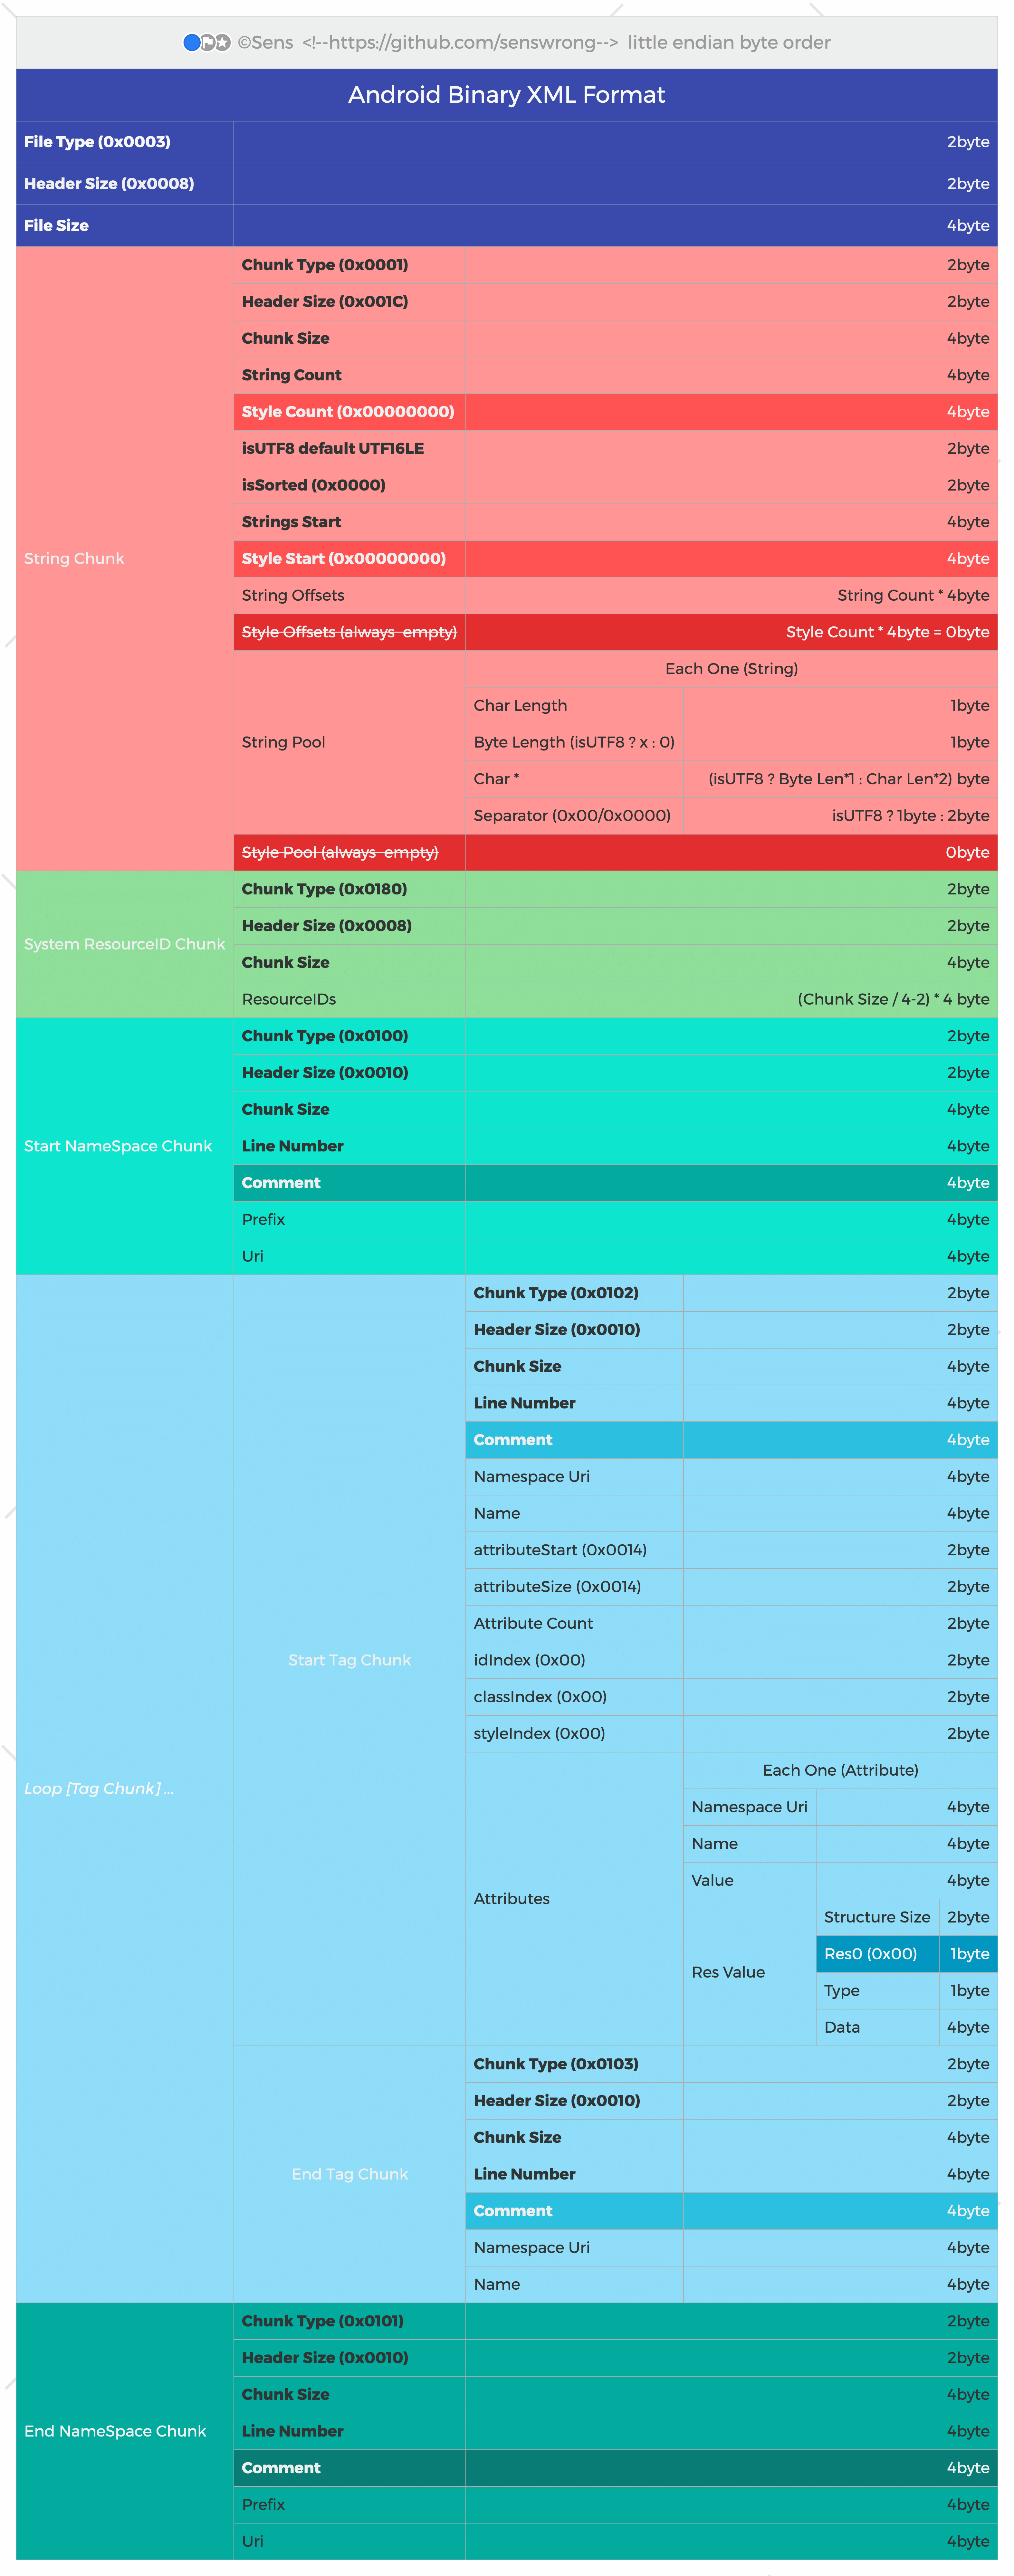 ©Sens <!--https://github.com/senswrong--> little endian byte order
Android Binary XML Format
File Type (0x0003) 2byte
Header Size (0x0008) 2byte
File Size 4byte
String Chunk
Chunk Type (0x0001) 2byte
Header Size (0x001C) 2byte
Chunk Size 4byte
String Count 4byte
Style Count (0x00000000) 4byte
isUTF8 default UTF16LE 2byte
isSorted (0x0000) 2byte
Strings Start 4byte
Style Start (0x00000000) 4byte
String Offsets String Count * 4byte
Style Offsets (always empty) Style Count * 4byte = 0byte
String Pool
Each One (String)
Char Length 1byte
Byte Length (isUTF8 ? x : 0) 1byte
Char * (isUTF8 ? Byte Len*1 : Char Len*2) byte
Separator (0x00/0x0000) isUTF8 ? 1byte : 2byte
Style Pool (always empty) 0byte
System ResourceID Chunk
Chunk Type (0x0180) 2byte
Header Size (0x0008) 2byte
Chunk Size 4byte
ResourceIDs (Chunk Size / 4-2) * 4 byte
Start NameSpace Chunk
Chunk Type (0x0100) 2byte
Header Size (0x0010) 2byte
Chunk Size 4byte
Line Number 4byte
Comment 4byte
Prefix 4byte
Uri 4byte
Loop [Tag Chunk] ...
Start Tag Chunk
Chunk Type (0x0102) 2byte
Header Size (0x0010) 2byte
Chunk Size 4byte
Line Number 4byte
Comment 4byte
Namespace Uri 4byte
Name 4byte
attributeStart (0x0014) 2byte
attributeSize (0x0014) 2byte
Attribute Count 2byte
idIndex (0x00) 2byte
classIndex (0x00) 2byte
styleIndex (0x00) 2byte
Attributes
Each One (Attribute)
Namespace Uri 4byte
Name 4byte
Value 4byte
Res Value
Structure Size 2byte
Res0 (0x00) 1byte
Type 1byte
Data 4byte
End Tag Chunk
Chunk Type (0x0103) 2byte
Header Size (0x0010) 2byte
Chunk Size 4byte
Line Number 4byte
Comment 4byte
Namespace Uri 4byte
Name 4byte
End NameSpace Chunk
Chunk Type (0x0101) 2byte
Header Size (0x0010) 2byte
Chunk Size 4byte
Line Number 4byte
Comment 4byte
Prefix 4byte
Uri 4byte